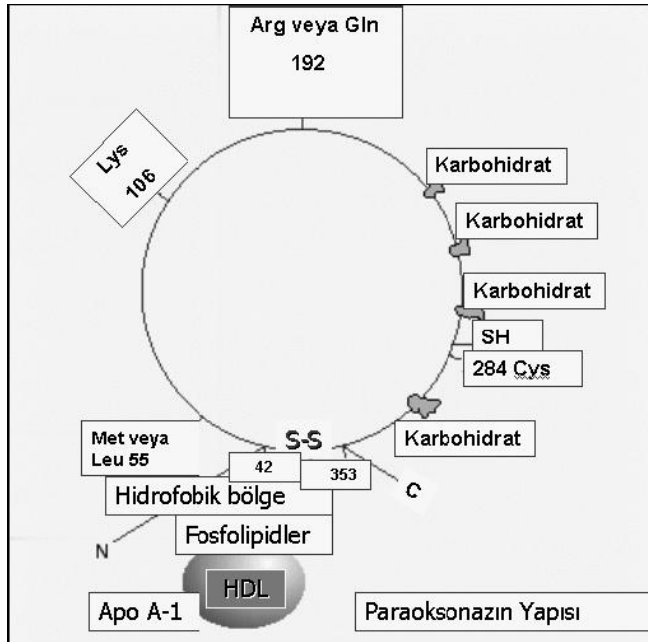 Arg veya Gln
192
Lys
106
Karbohidrat
Karbohidrat
Karbohidrat
SH
284 Cys
Karbohidrat
Met veya
Leu 55
S-S
42
353
C
Hidrofobik bölge
N
Fosfolipidler
HDL
Apo A-1
Paraoksonazın Yapısı